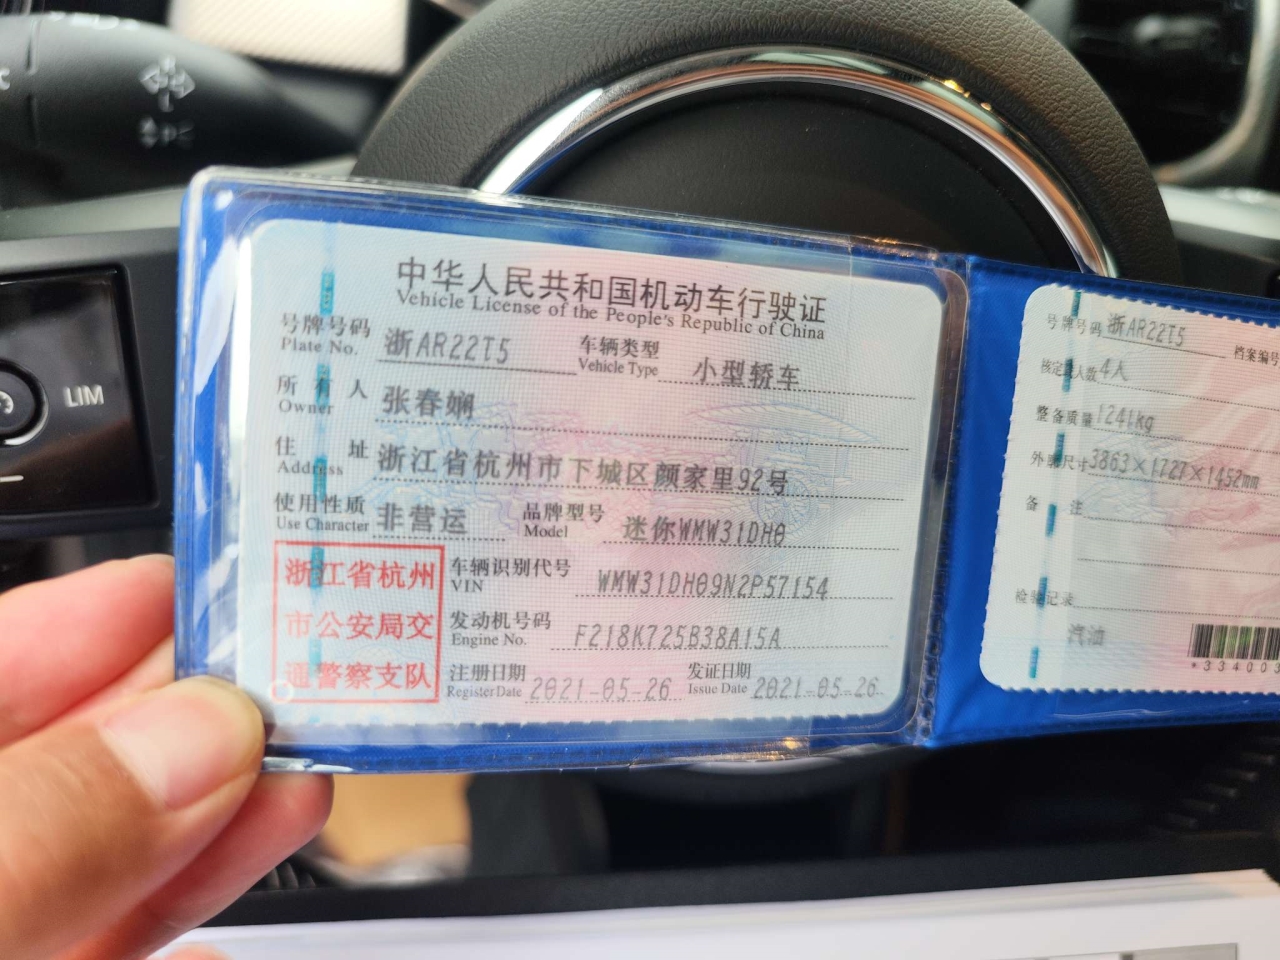 LIM
中华人民共和国机动车行驶证
Vehicle License of the People's Republic of China
号牌号码 浙AR22T5 车辆类型 小型轿车
Plate No. Vehicle Type
所有人 张春娴
Owner
住址 浙江省杭州市下城区颜家里92号
Address
使用性质 非营运 品牌型号 迷你WMW31DH0
Use Character Model
浙江省杭州
市公安局交
通警察支队
车辆识别代号 WMW31DH09N2P57154
VIN
发动机号码 F218K725B38A15A
Engine No.
注册日期 2021-05-26 发证日期 2021-05-26
Register Date Issue Date
号牌号码 浙AR22T5 档案编号
核定载人数 4人
整备质量 1241kg
外廓尺寸 3863×1727×1452mm
备注
检验记录
汽油
*33400